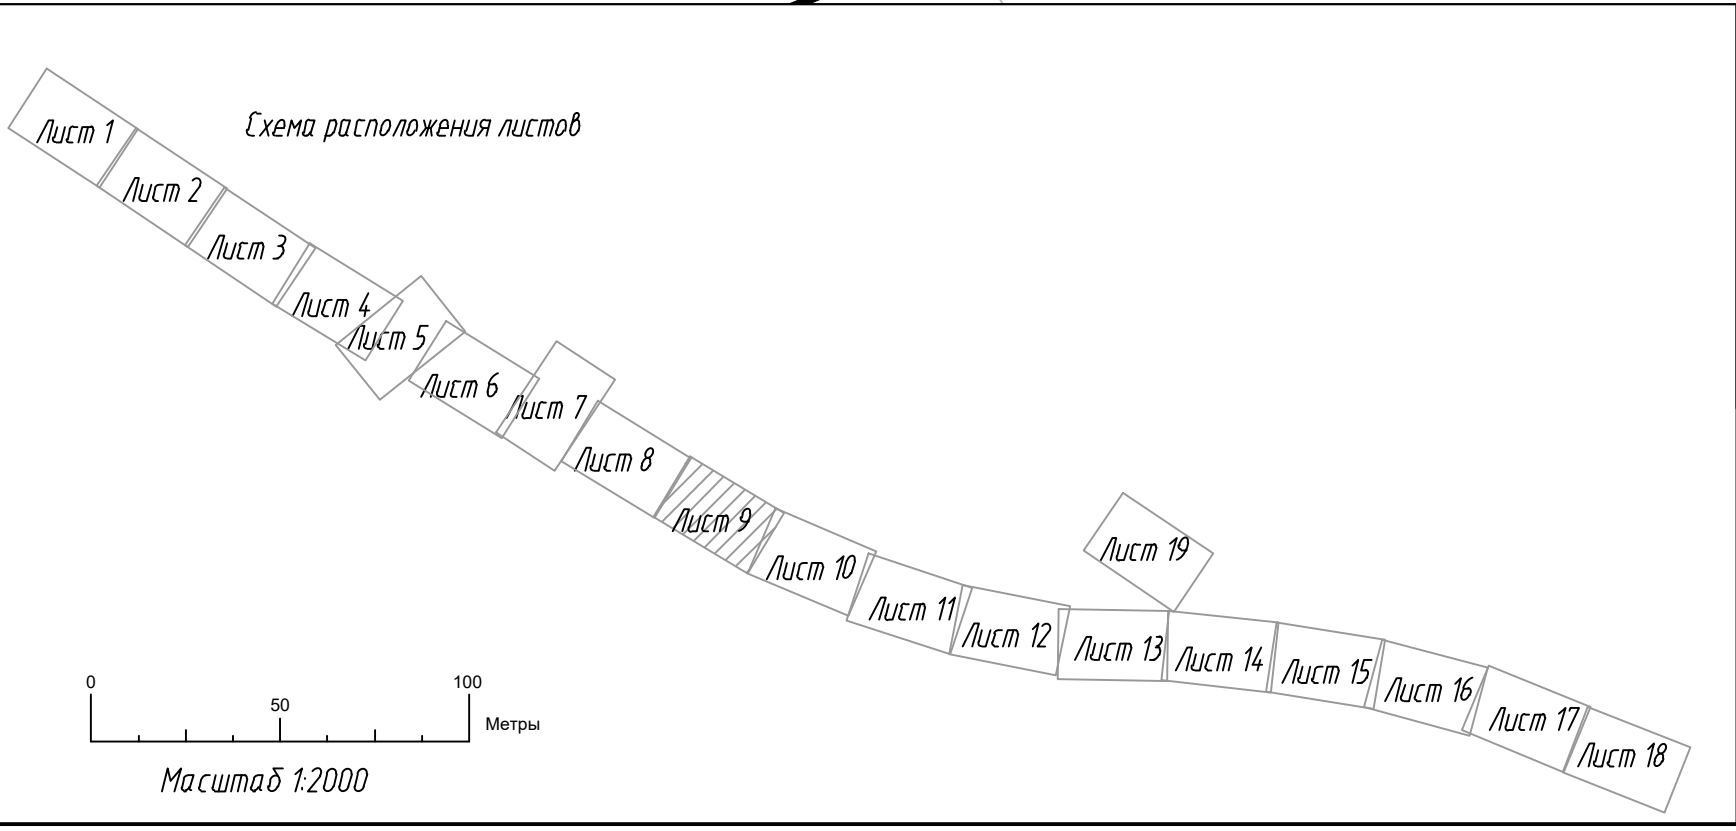 Схема расположения листов
Лист 1
Лист 2
Лист 3
Лист 4
Лист 5
Лист 6
Лист 7
Лист 8
Лист 9
Лист 10
Лист 11
Лист 12
Лист 13
Лист 14
Лист 15
Лист 16
Лист 17
Лист 18
Лист 19
0 50 100
Метры
Масштаб 1:2000